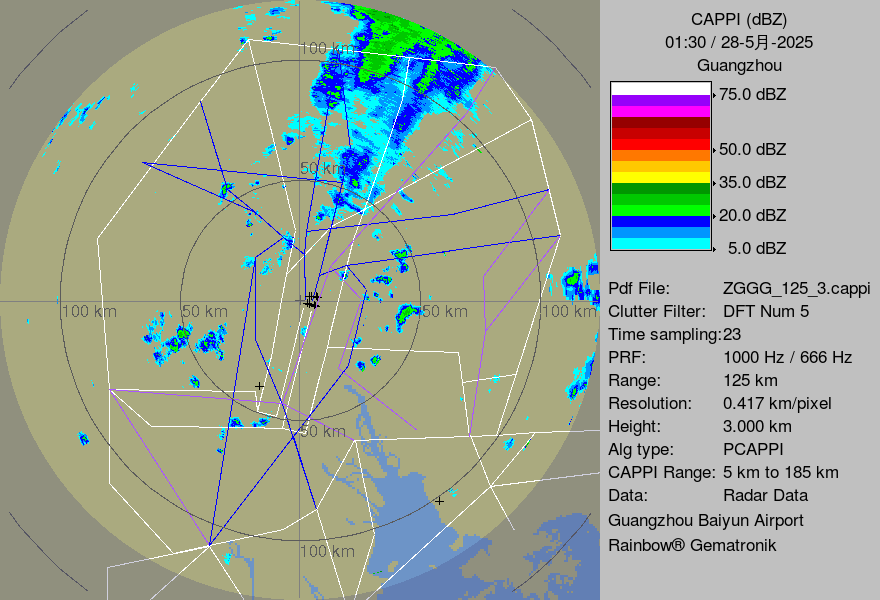 CAPPI (dBZ)
01:30 / 28-5月-2025
Guangzhou
75.0 dBZ
50.0 dBZ
35.0 dBZ
20.0 dBZ
5.0 dBZ
Pdf File: ZGGG_125_3.cappi
Clutter Filter: DFT Num 5
Time sampling:23
PRF: 1000 Hz / 666 Hz
Range: 125 km
Resolution: 0.417 km/pixel
Height: 3.000 km
Alg type: PCAPPI
CAPPI Range: 5 km to 185 km
Data: Radar Data
Guangzhou Baiyun Airport
Rainbow® Gematronik
100 km
50 km
100 km 50 km 50 km 100 km
50 km
100 km